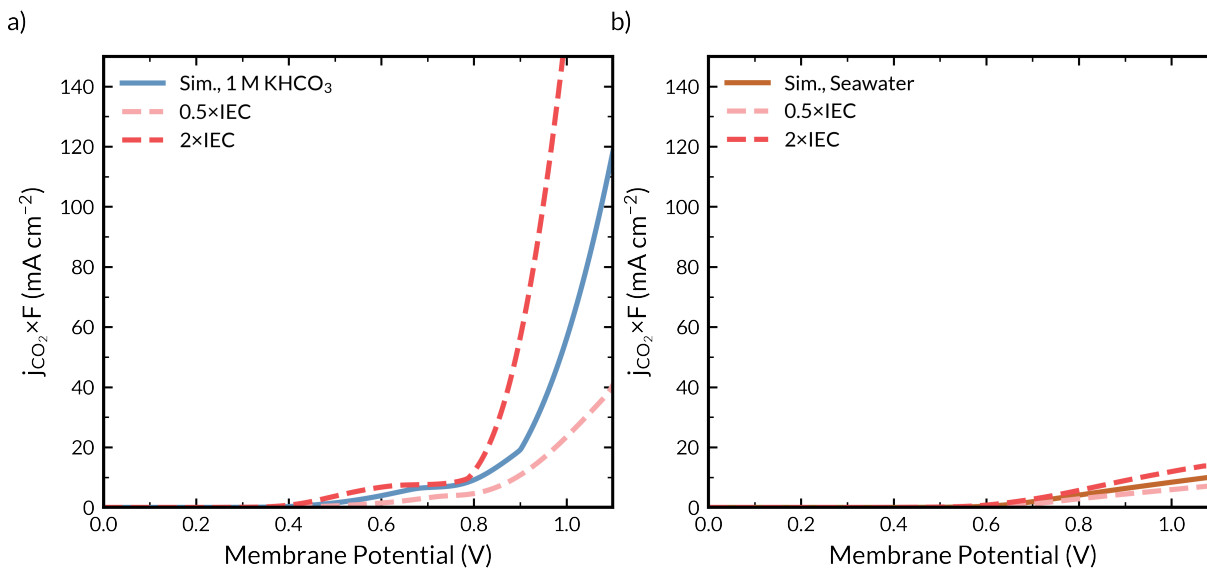 a)
Sim., 1 M KHCO₃
0.5×IEC
2×IEC
140
120
100
80
60
40
20
0
j_CO₂×F (mA cm⁻²)
0.0 0.2 0.4 0.6 0.8 1.0
Membrane Potential (V)
b)
Sim., Seawater
0.5×IEC
2×IEC
140
120
100
80
60
40
20
0
j_CO₂×F (mA cm⁻²)
0.0 0.2 0.4 0.6 0.8 1.0
Membrane Potential (V)